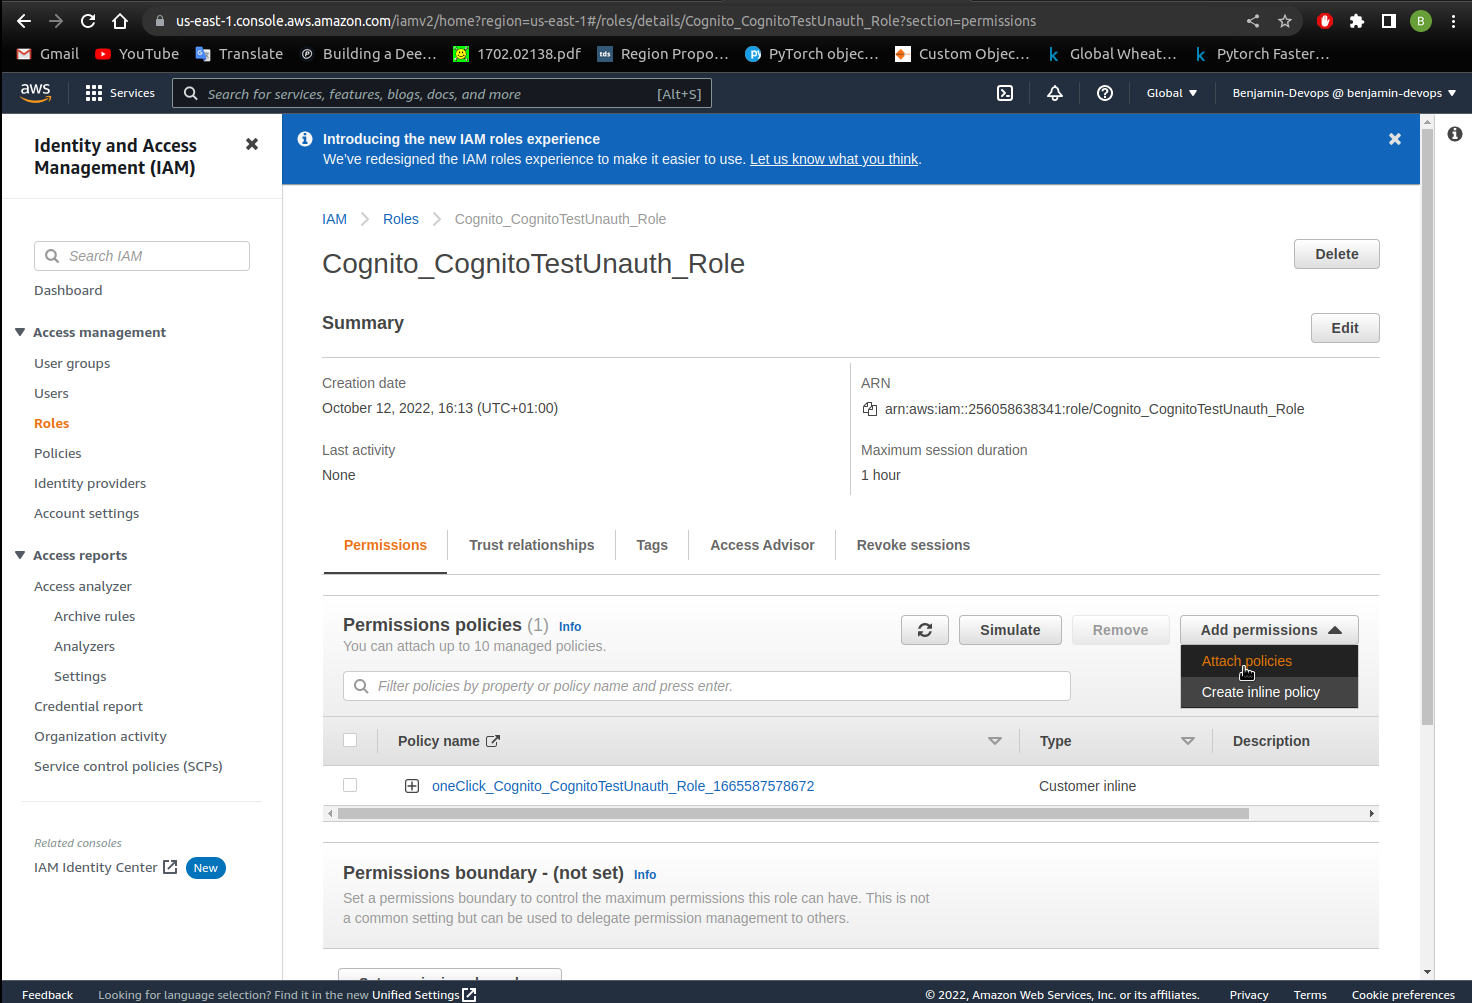 us-east-1.console.aws.amazon.com/iamv2/home?region=us-east-1#/roles/details/Cognito_CognitoTestUnauth_Role?section=permissions
B
Gmail YouTube Translate Building a Dee... 1702.02138.pdf tds Region Propo... PyTorch objec... Custom Objec... k Global Wheat... k Pytorch Faster...
aws Services Search for services, features, blogs, docs, and more [Alt+S] Global Benjamin-Devops @ benjamin-devops
Identity and Access
Management (IAM)
Search IAM
Dashboard
Access management
User groups
Users
Roles
Policies
Identity providers
Account settings
Access reports
Access analyzer
Archive rules
Analyzers
Settings
Credential report
Organization activity
Service control policies (SCPs)
Related consoles
IAM Identity Center New
Introducing the new IAM roles experience
We've redesigned the IAM roles experience to make it easier to use. Let us know what you think.
IAM > Roles > Cognito_CognitoTestUnauth_Role
Cognito_CognitoTestUnauth_Role
Delete
Summary
Edit
Creation date
October 12, 2022, 16:13 (UTC+01:00)
ARN
arn:aws:iam::256058638341:role/Cognito_CognitoTestUnauth_Role
Last activity
None
Maximum session duration
1 hour
Permissions Trust relationships Tags Access Advisor Revoke sessions
Permissions policies (1) Info
You can attach up to 10 managed policies.
Simulate Remove Add permissions
Attach policies
Create inline policy
Filter policies by property or policy name and press enter.
Policy name Type Description
oneClick_Cognito_CognitoTestUnauth_Role_1665587578672 Customer inline
Permissions boundary - (not set) Info
Set a permissions boundary to control the maximum permissions this role can have. This is not
a common setting but can be used to delegate permission management to others.
Feedback Looking for language selection? Find it in the new Unified Settings © 2022, Amazon Web Services, Inc. or its affiliates. Privacy Terms Cookie preferences